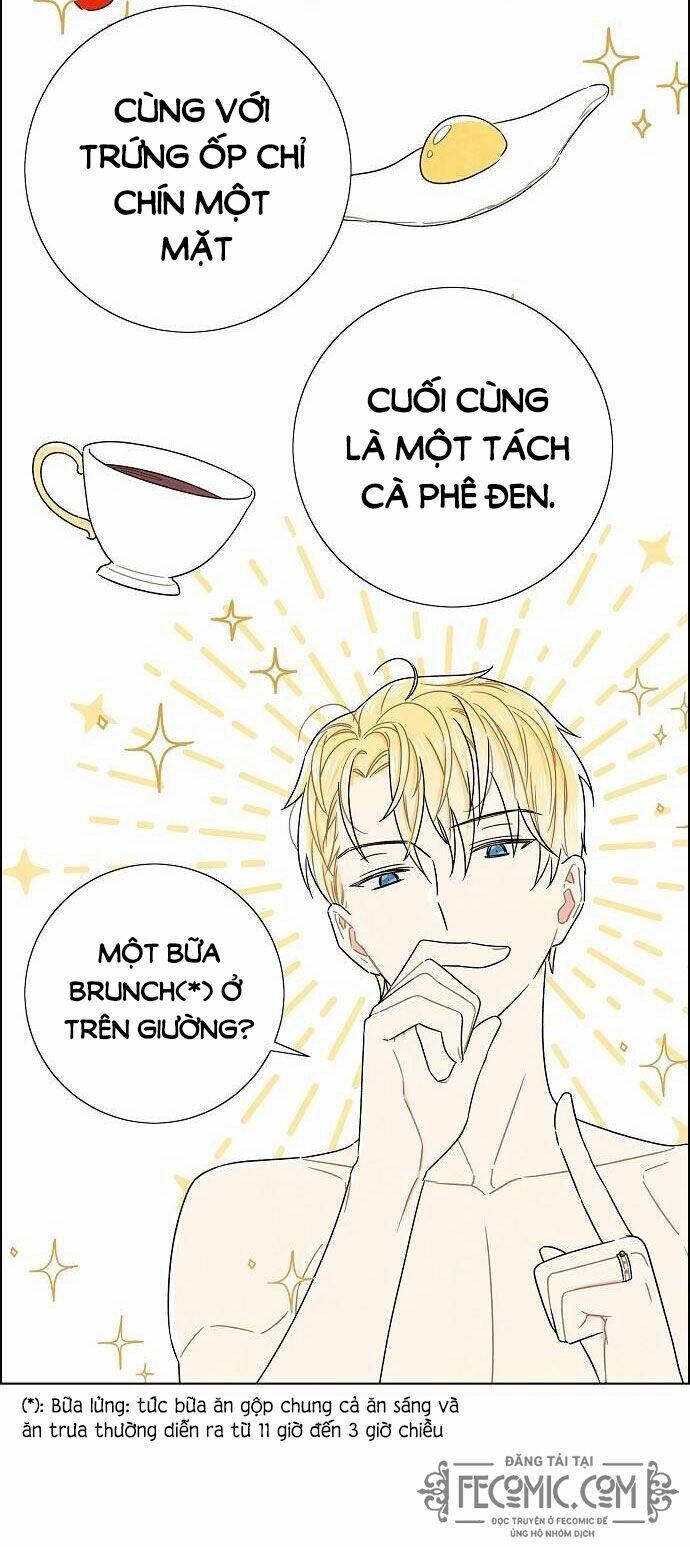 CÙNG VỚI
TRỨNG ỐP CHỈ
CHÍN MỘT
MẶT
CUỐI CÙNG
LÀ MỘT TÁCH
CÀ PHÊ ĐEN.
MỘT BỮA
BRUNCH(*) Ở
TRÊN GIƯỜNG?
(*): Bữa lửng: tức bữa ăn gộp chung cả ăn sáng và
ăn trưa thường diễn ra từ 11 giờ đến 3 giờ chiều
ĐĂNG TẢI TẠI
FECOMIC.COM
ĐỌC TRUYỆN Ở FECOMIC ĐỂ
ỦNG HỘ NHÓM DỊCH